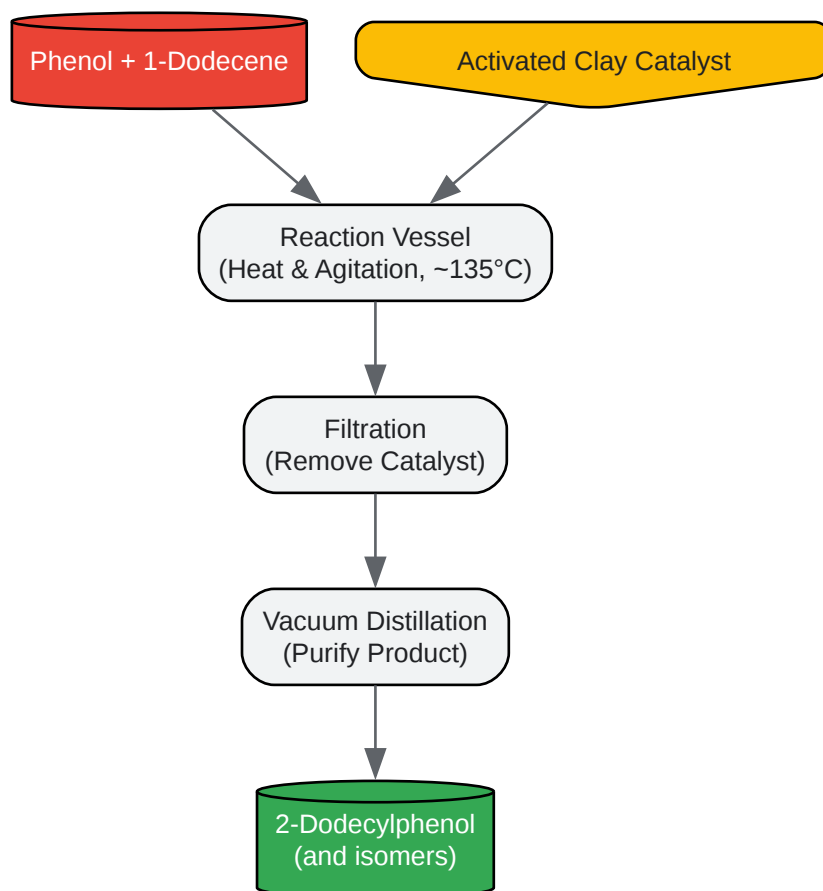 Phenol + 1-Dodecene
Activated Clay Catalyst
Reaction Vessel
(Heat & Agitation, ~135°C)
Filtration
(Remove Catalyst)
Vacuum Distillation
(Purify Product)
2-Dodecylphenol
(and isomers)